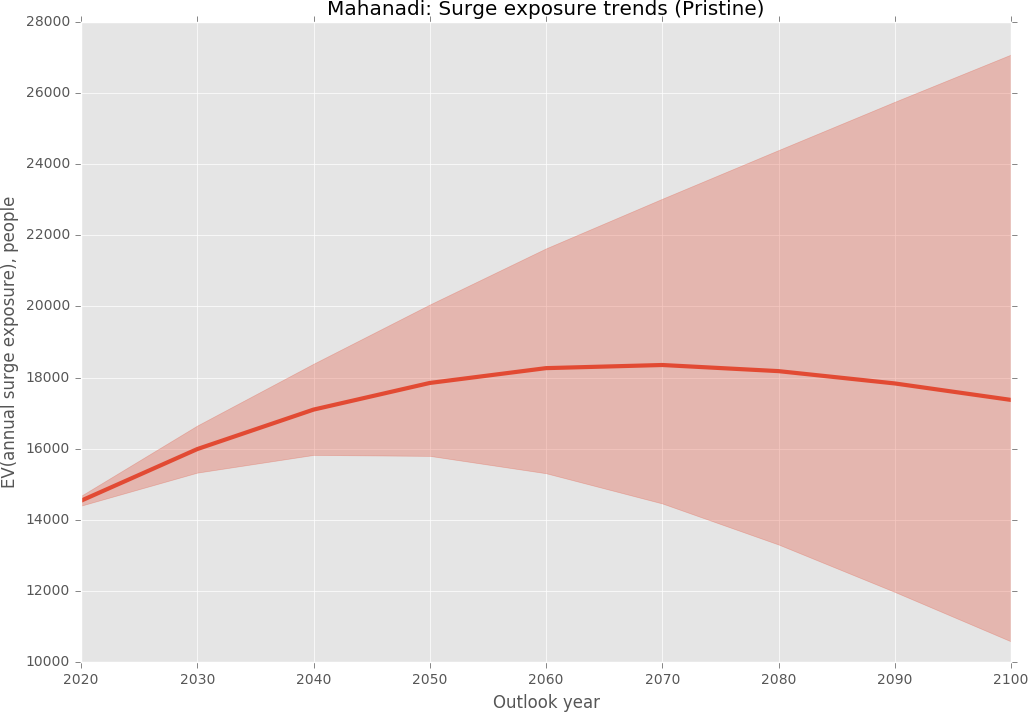 Mahanadi: Surge exposure trends (Pristine)
28000
26000
24000
22000
20000
18000
16000
14000
12000
10000
EV(annual surge exposure), people
2020 2030 2040 2050 2060 2070 2080 2090 2100
Outlook year